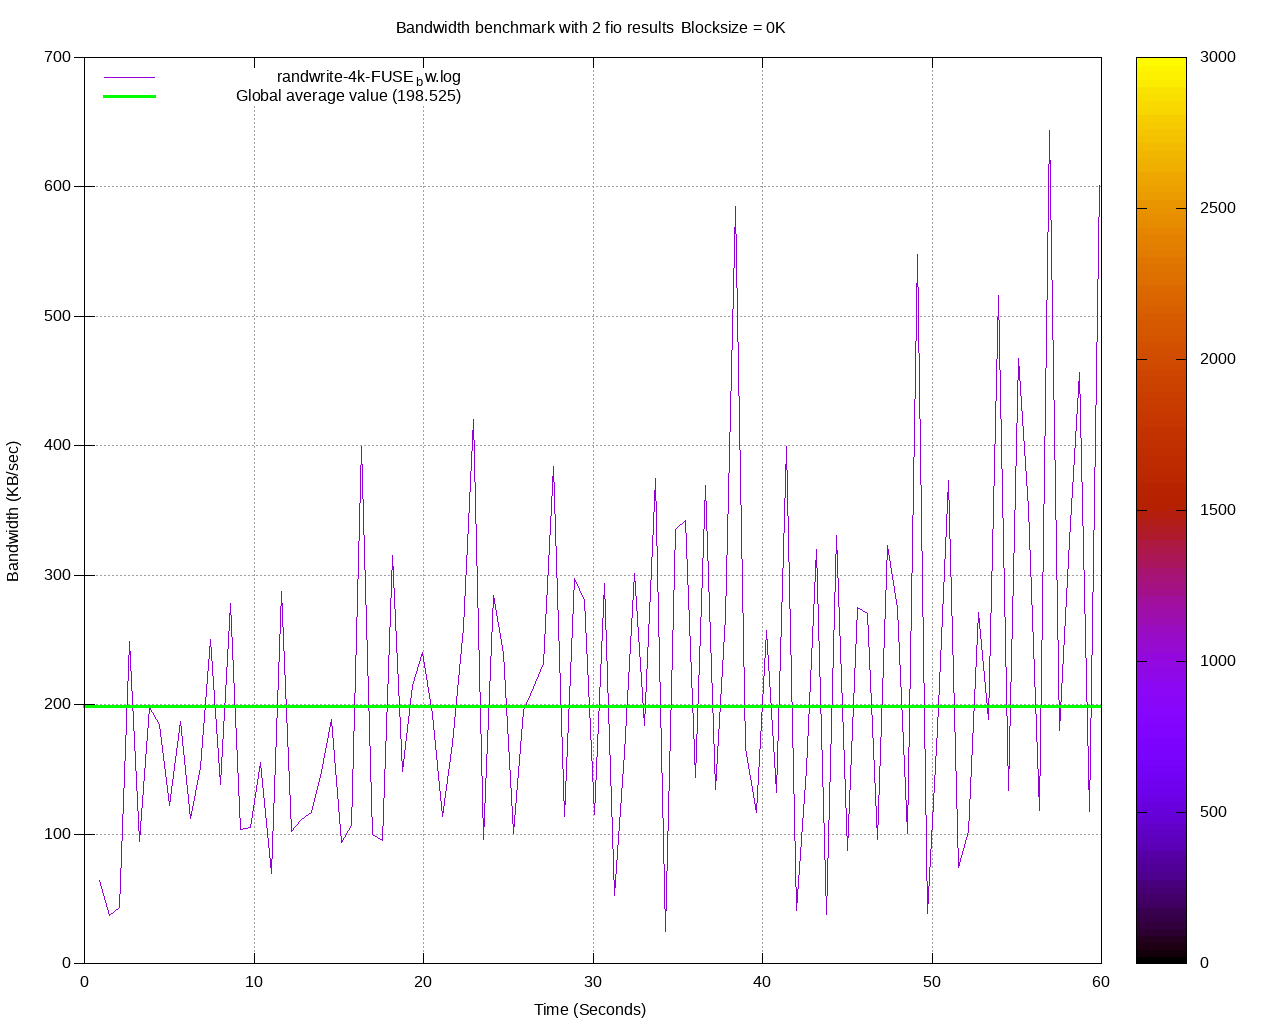 Bandwidth benchmark with 2 fio results Blocksize = 0K
randwrite-4k-FUSEbw.log
Global average value (198.525)
Bandwidth (KB/sec)
700
600
500
400
300
200
100
0
0 10 20 30 40 50 60
Time (Seconds)
3000
2500
2000
1500
1000
500
0